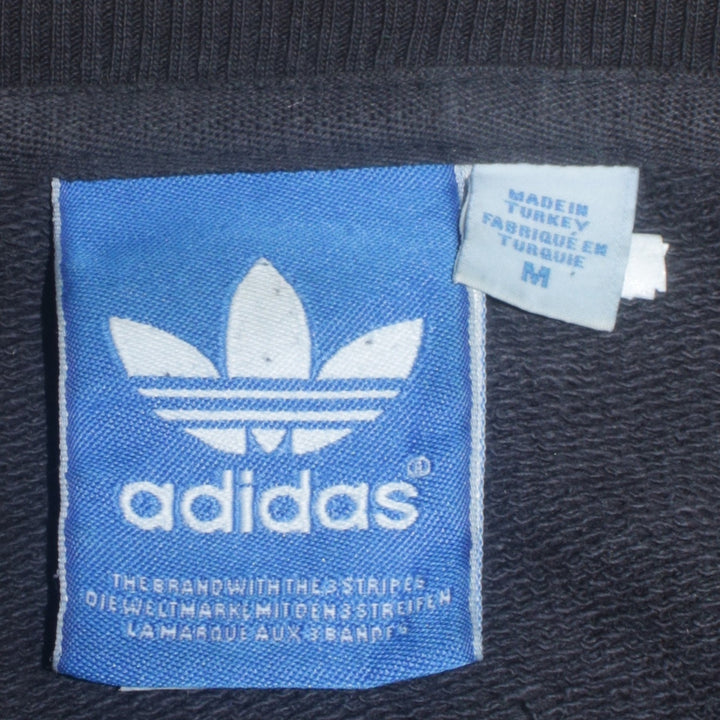 MADE IN
TURKEY
FABRIQUÉ EN
TURQUIE
M
adidas®
THE BRAND WITH THE 3 STRIPES
DIE WELTMARKE MIT DEN 3 STREIFEN
LA MARQUE AUX 3 BANDES